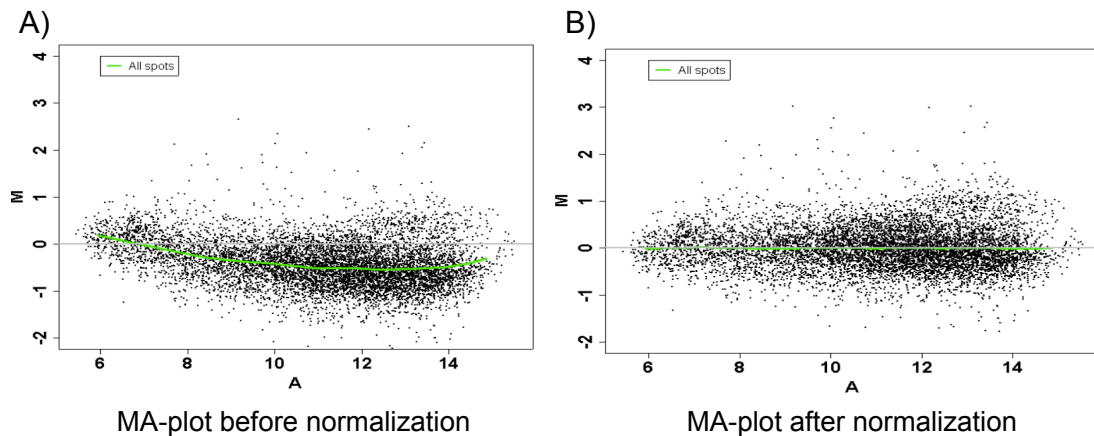 A)
B)
All spots
All spots
4
3
2
1
0
-1
-2
M
6 8 10 12 14
A
4
3
2
1
0
-1
-2
M
6 8 10 12 14
A
MA-plot before normalization
MA-plot after normalization